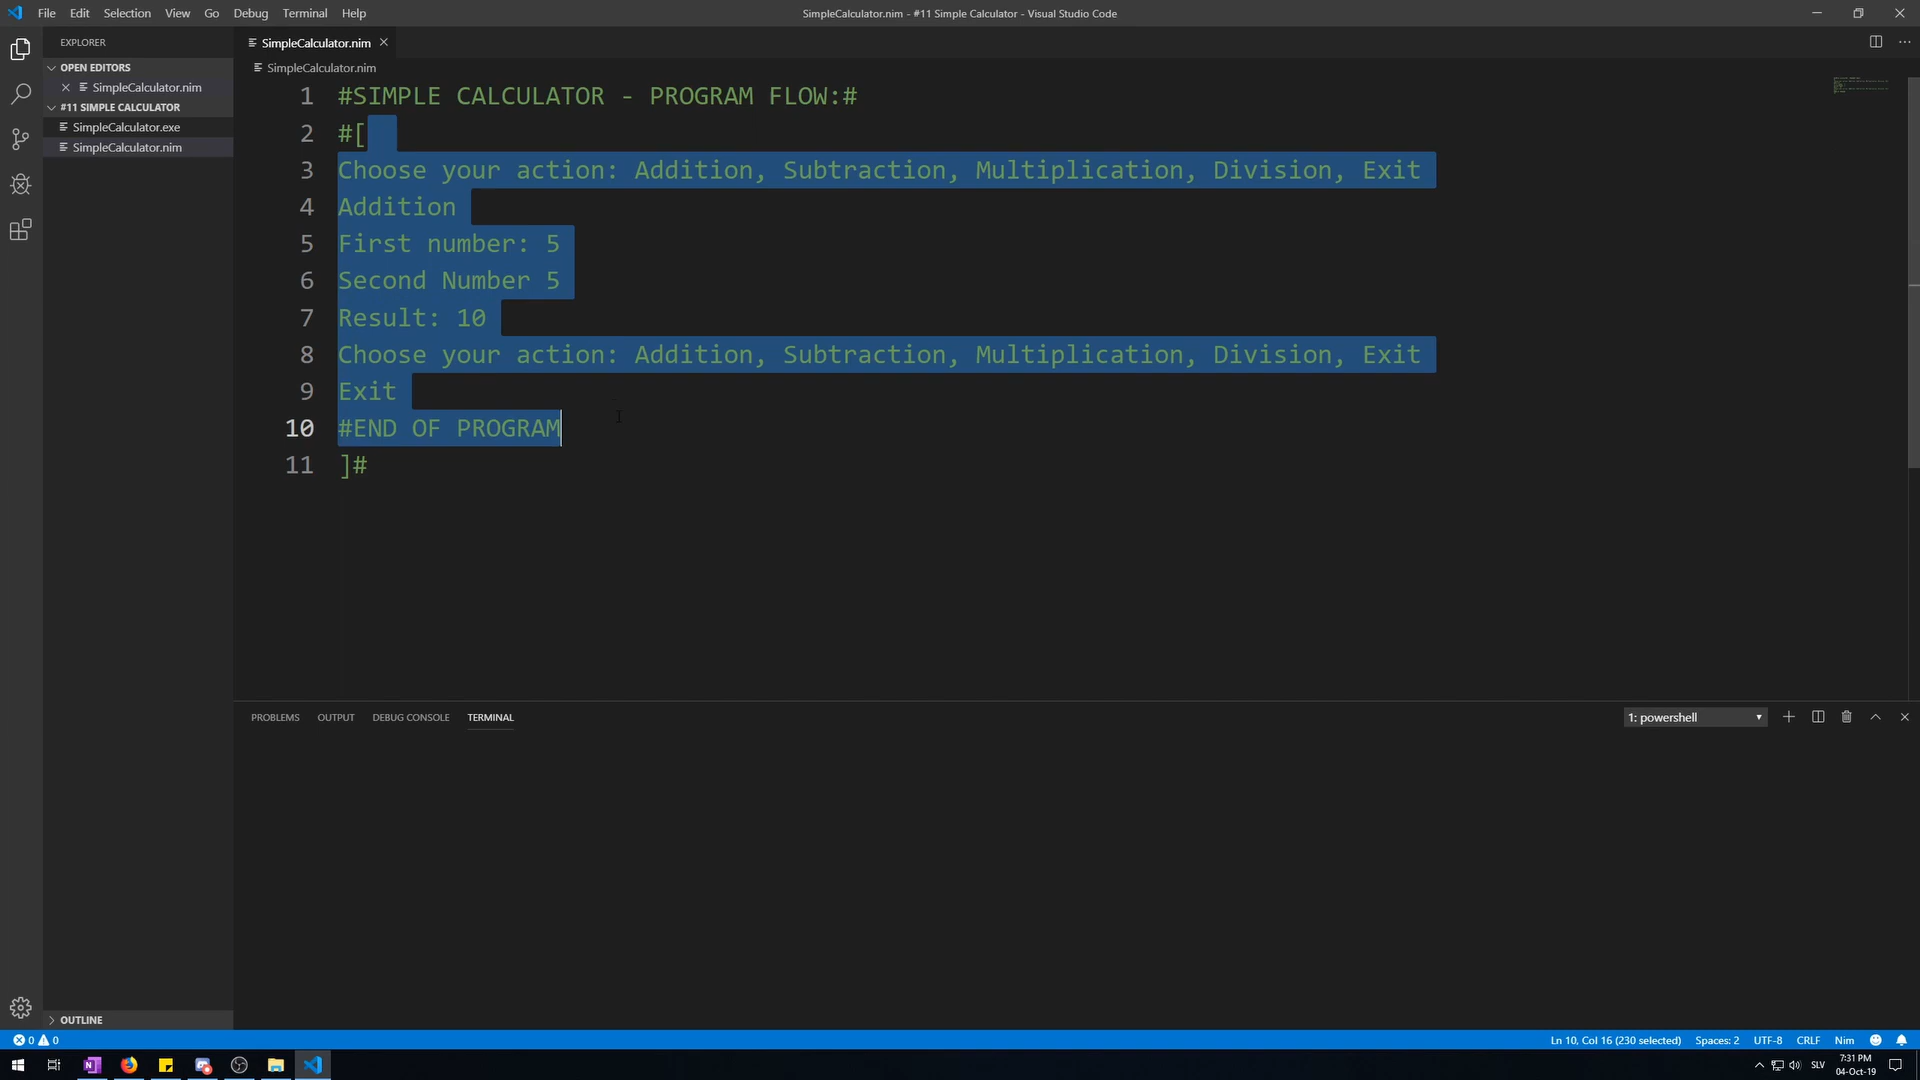 File Edit Selection View Go Debug Terminal Help
SimpleCalculator.nim - #11 Simple Calculator - Visual Studio Code
EXPLORER
OPEN EDITORS
SimpleCalculator.nim
#11 SIMPLE CALCULATOR
SimpleCalculator.exe
SimpleCalculator.nim
OUTLINE
SimpleCalculator.nim
SimpleCalculator.nim
1 #SIMPLE CALCULATOR - PROGRAM FLOW:#
2 #[
3 Choose your action: Addition, Subtraction, Multiplication, Division, Exit
4 Addition
5 First number: 5
6 Second Number 5
7 Result: 10
8 Choose your action: Addition, Subtraction, Multiplication, Division, Exit
9 Exit
10 #END OF PROGRAM
11 ]#
PROBLEMS OUTPUT DEBUG CONSOLE TERMINAL
1: powershell
0 0
Ln 10, Col 16 (230 selected) Spaces: 2 UTF-8 CRLF Nim
SLV
7:31 PM
04-Oct-19